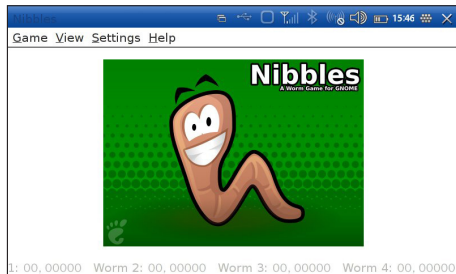 Nibbles 15:46
Game View Settings Help
Nibbles
A Worm Game for GNOME
1: 00, 00000 Worm 2: 00, 00000 Worm 3: 00, 00000 Worm 4: 00, 00000